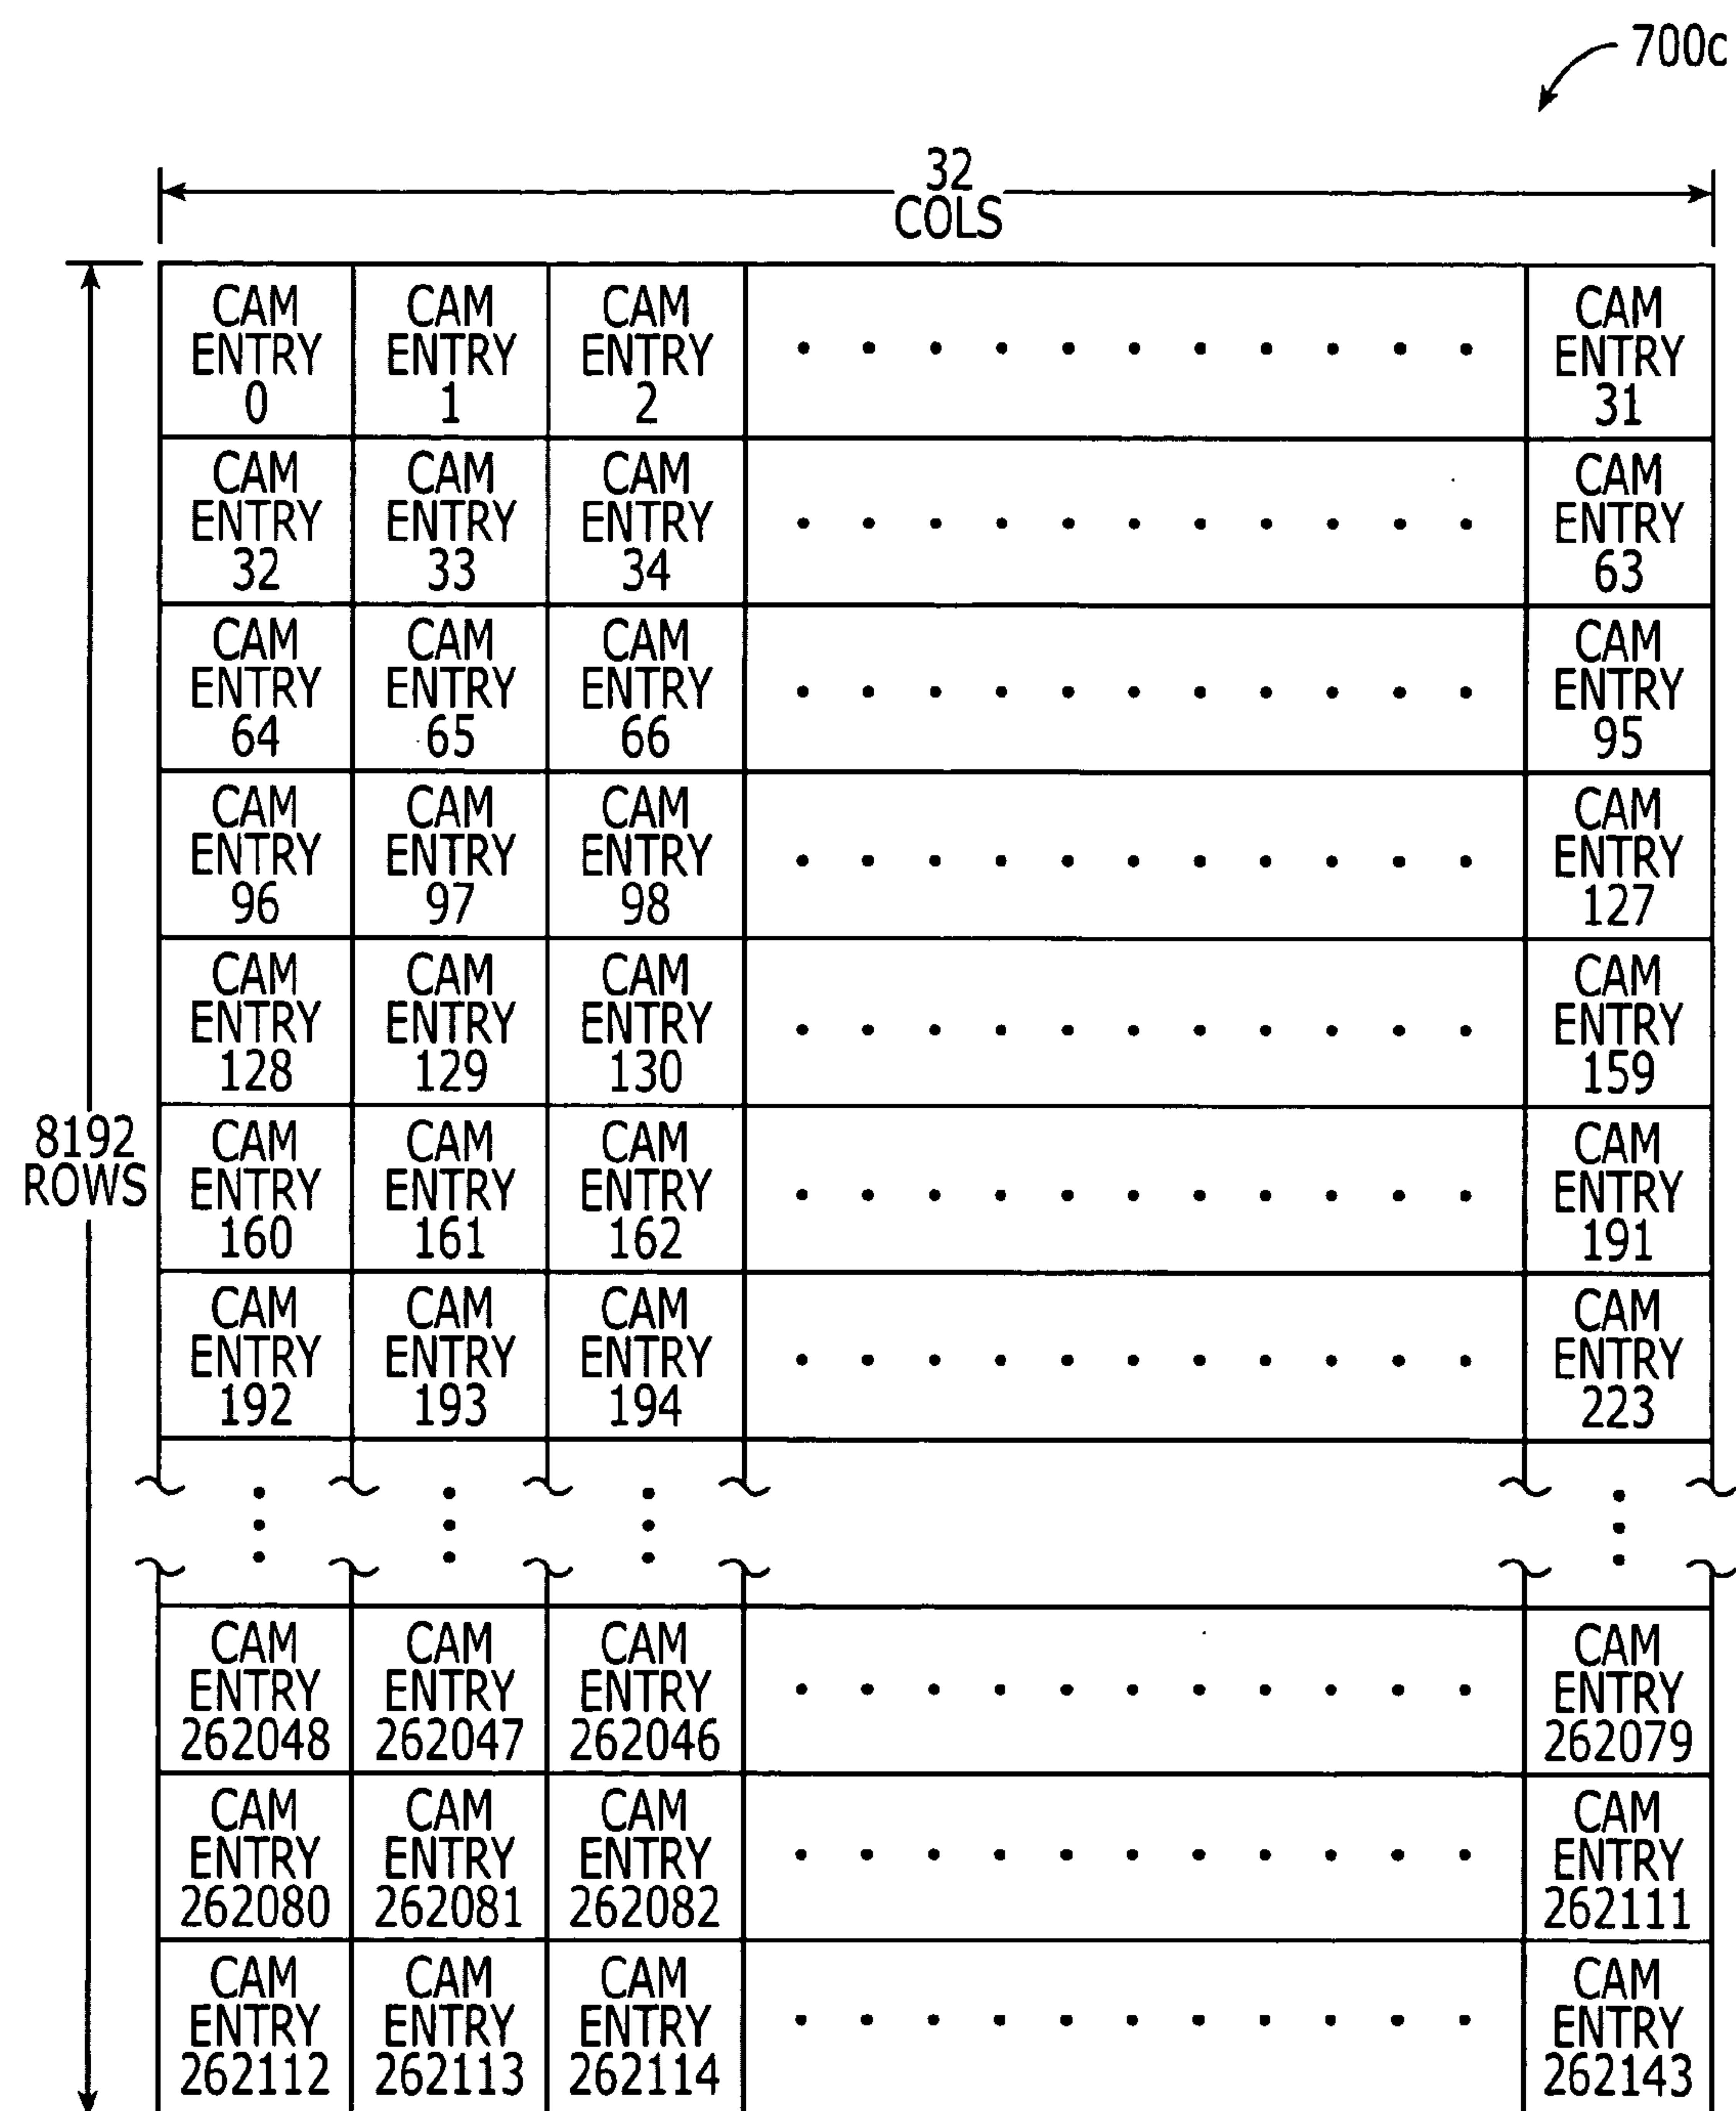 700c
32
COLS
CAM ENTRY 0
CAM ENTRY 1
CAM ENTRY 2
CAM ENTRY 31
CAM ENTRY 32
CAM ENTRY 33
CAM ENTRY 34
CAM ENTRY 63
CAM ENTRY 64
CAM ENTRY 65
CAM ENTRY 66
CAM ENTRY 95
CAM ENTRY 96
CAM ENTRY 97
CAM ENTRY 98
CAM ENTRY 127
CAM ENTRY 128
CAM ENTRY 129
CAM ENTRY 130
CAM ENTRY 159
8192
ROWS
CAM ENTRY 160
CAM ENTRY 161
CAM ENTRY 162
CAM ENTRY 191
CAM ENTRY 192
CAM ENTRY 193
CAM ENTRY 194
CAM ENTRY 223
CAM ENTRY 262048
CAM ENTRY 262047
CAM ENTRY 262046
CAM ENTRY 262079
CAM ENTRY 262080
CAM ENTRY 262081
CAM ENTRY 262082
CAM ENTRY 262111
CAM ENTRY 262112
CAM ENTRY 262113
CAM ENTRY 262114
CAM ENTRY 262143